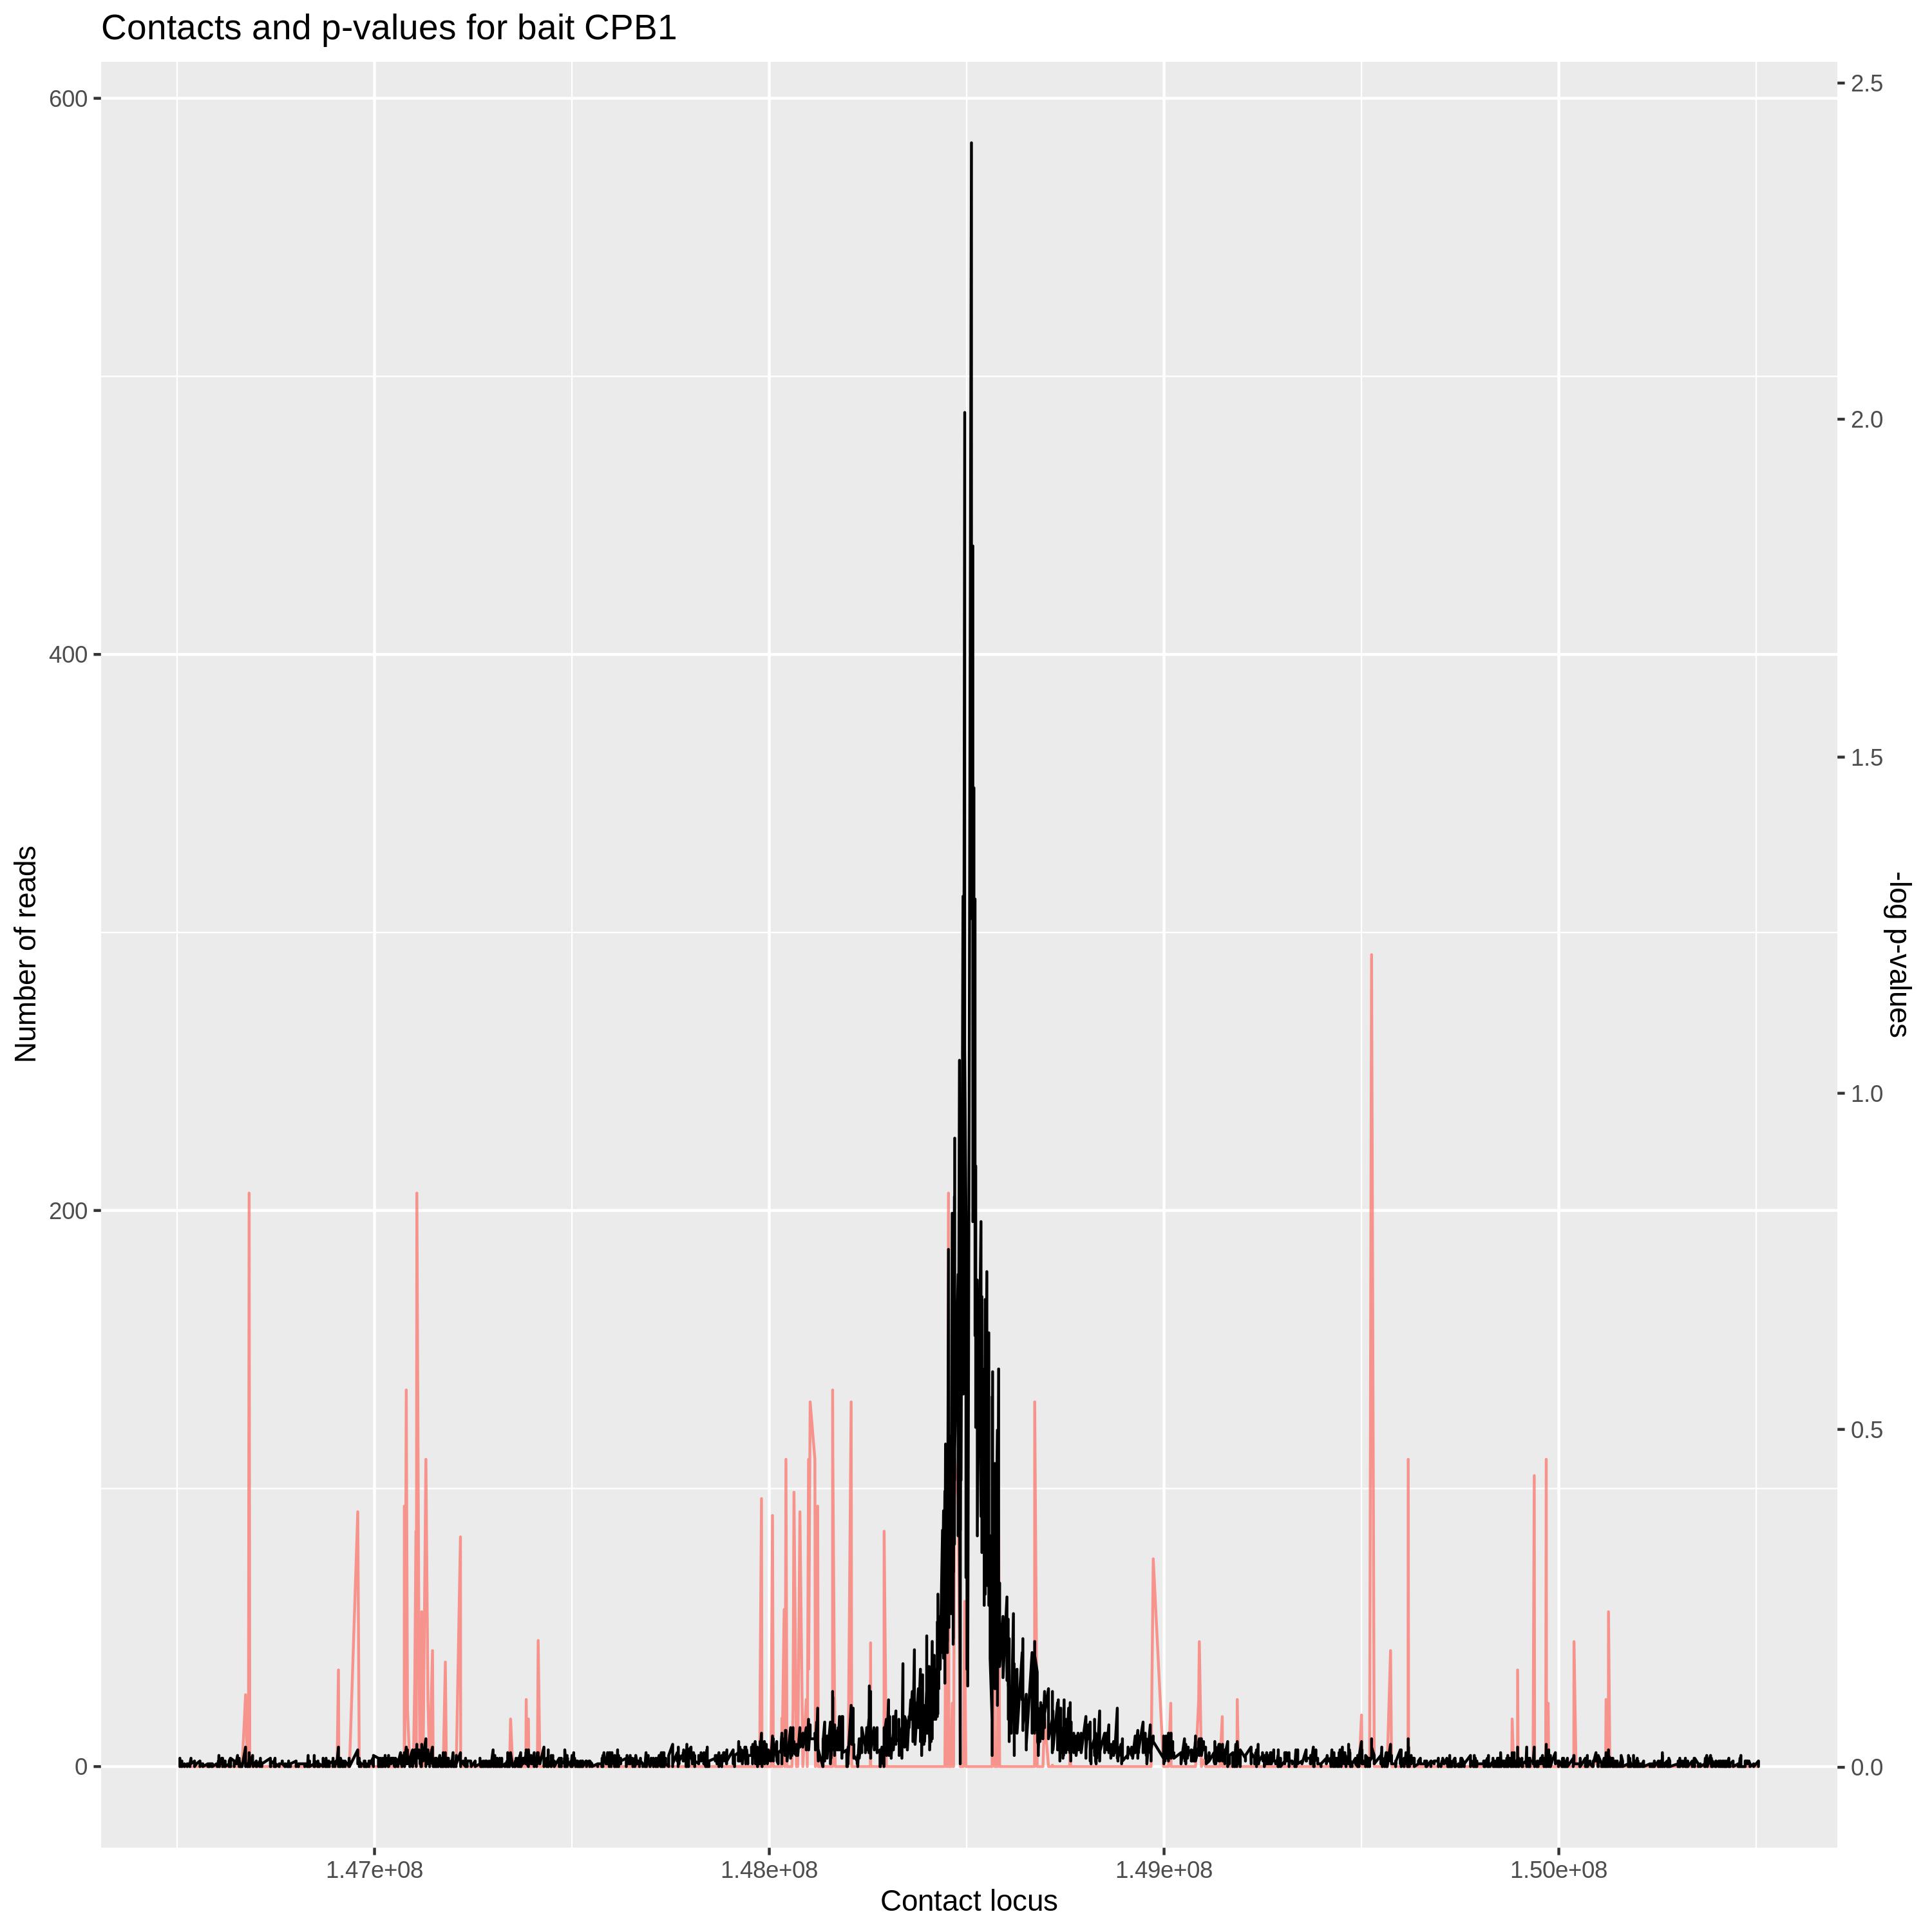 Contacts and p-values for bait CPB1
600
400
200
0
Number of reads
2.5
2.0
1.5
1.0
0.5
0.0
-log p-values
1.47e+08
1.48e+08
1.49e+08
1.50e+08
Contact locus